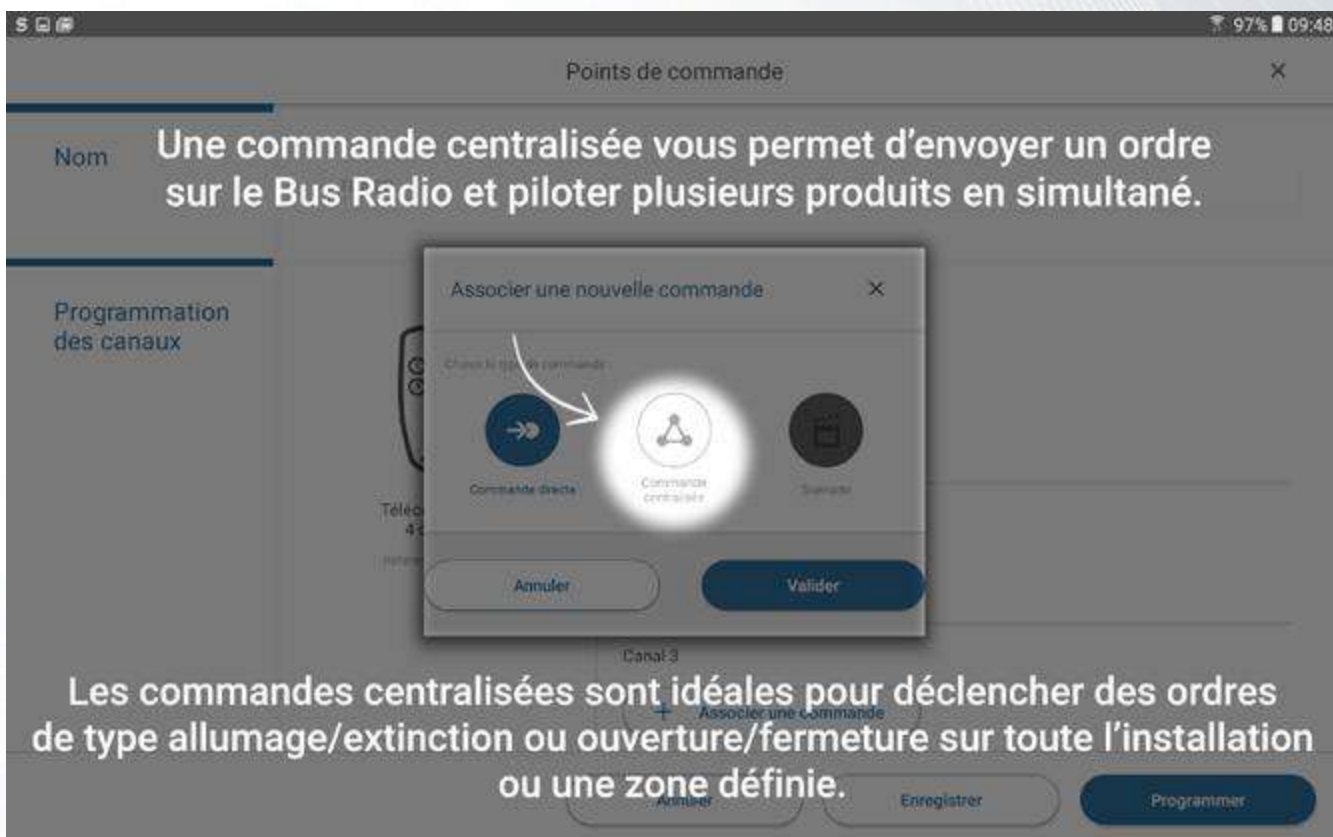 S
97% 09:48
Points de commande
×
Nom
Une commande centralisée vous permet d'envoyer un ordre
sur le Bus Radio et piloter plusieurs produits en simultané.
Associer une nouvelle commande
×
Programmation
des canaux
type de commande
Commande directe
Commande
centralisée
Scénario
Annuler
Valider
Canal 3
+ Associer une commande
Les commandes centralisées sont idéales pour déclencher des ordres
de type allumage/extinction ou ouverture/fermeture sur toute l'installation
ou une zone définie.
Annuler
Enregistrer
Programmer